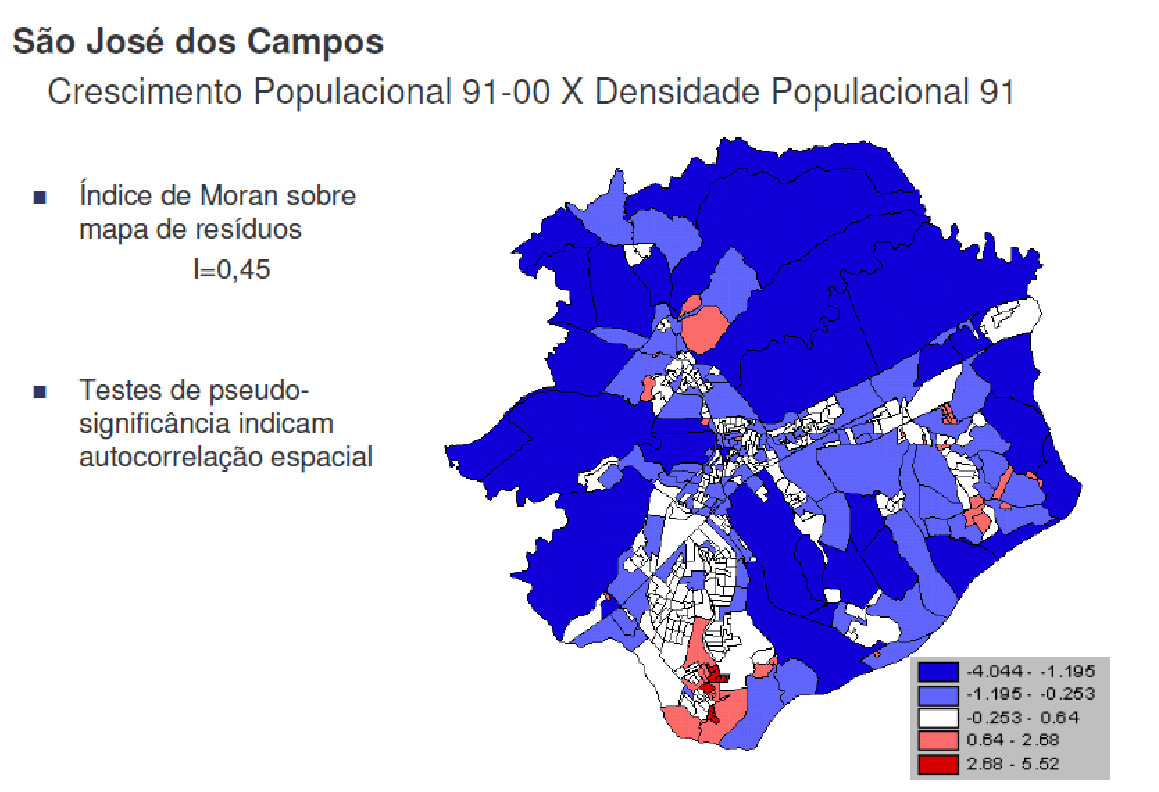 São José dos Campos
Crescimento Populacional 91-00 X Densidade Populacional 91
Índice de Moran sobre
mapa de resíduos
I=0,45
Testes de pseudo-
significância indicam
autocorrelação espacial
-4.044 - -1.195
-1.195 - -0.253
-0.253 - 0.64
0.64 - 2.68
2.68 - 5.52